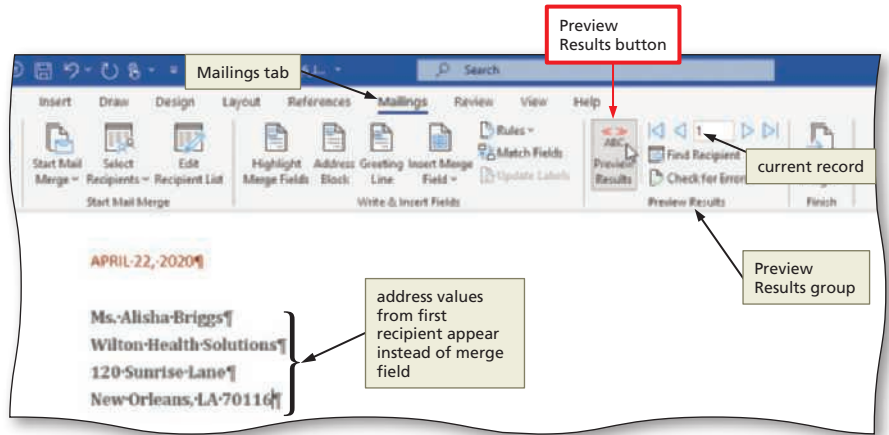 Preview
Results button
Mailings tab
Search
Insert Draw Design Layout References Mailings Review View Help
Start Mail
Merge
Select
Recipients
Edit
Recipient List
Start Mail Merge
Highlight
Merge Fields
Address
Block
Greeting
Line
Insert Merge
Field
Rules
Match Fields
Update Labels
Write & Insert Fields
ABC
Preview
Results
1
Find Recipient
Check for Errors
Preview Results
Finish
current record
Preview
Results group
APRIL·22,·2020¶
address values
from first
recipient appear
instead of merge
field
Ms.·Alisha·Briggs¶
Wilton·Health·Solutions¶
120·Sunrise·Lane¶
New·Orleans,·LA·70116¶